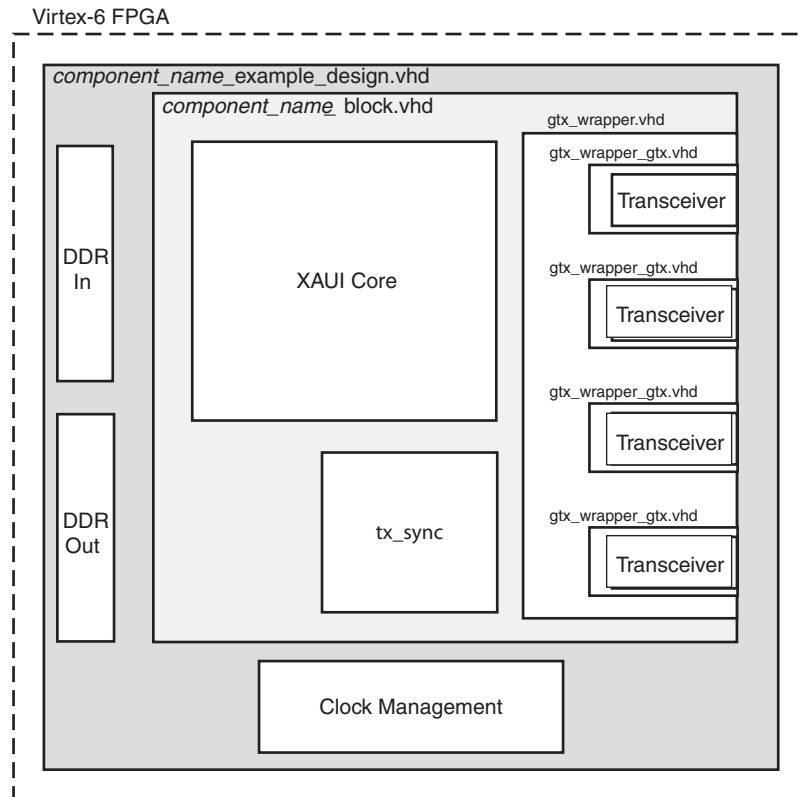 Virtex-6 FPGA
component_name_example_design.vhd
component_name_ block.vhd
gtx_wrapper.vhd
gtx_wrapper_gtx.vhd
Transceiver
DDR
In
XAUI Core
gtx_wrapper_gtx.vhd
Transceiver
gtx_wrapper_gtx.vhd
Transceiver
DDR
Out
tx_sync
gtx_wrapper_gtx.vhd
Transceiver
Clock Management